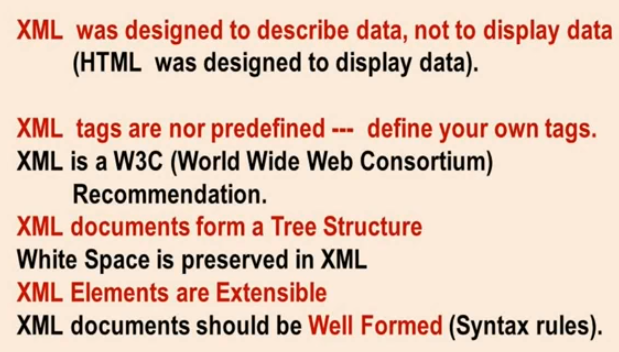 XML was designed to describe data, not to display data
(HTML was designed to display data).
XML tags are nor predefined --- define your own tags.
XML is a W3C (World Wide Web Consortium)
Recommendation.
XML documents form a Tree Structure
White Space is preserved in XML
XML Elements are Extensible
XML documents should be Well Formed (Syntax rules).